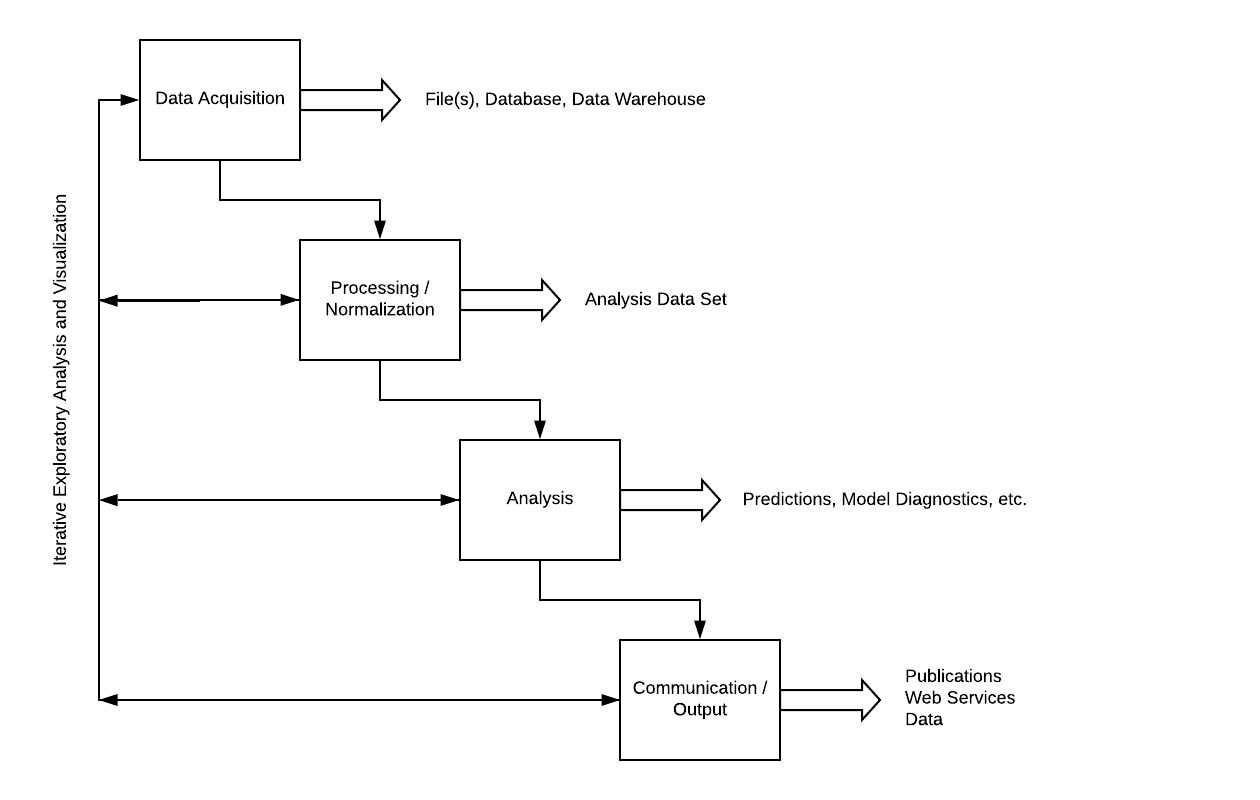 Data Acquisition
File(s), Database, Data Warehouse
Iterative Exploratory Analysis and Visualization
Processing /
Normalization
Analysis Data Set
Analysis
Predictions, Model Diagnostics, etc.
Communication /
Output
Publications
Web Services
Data